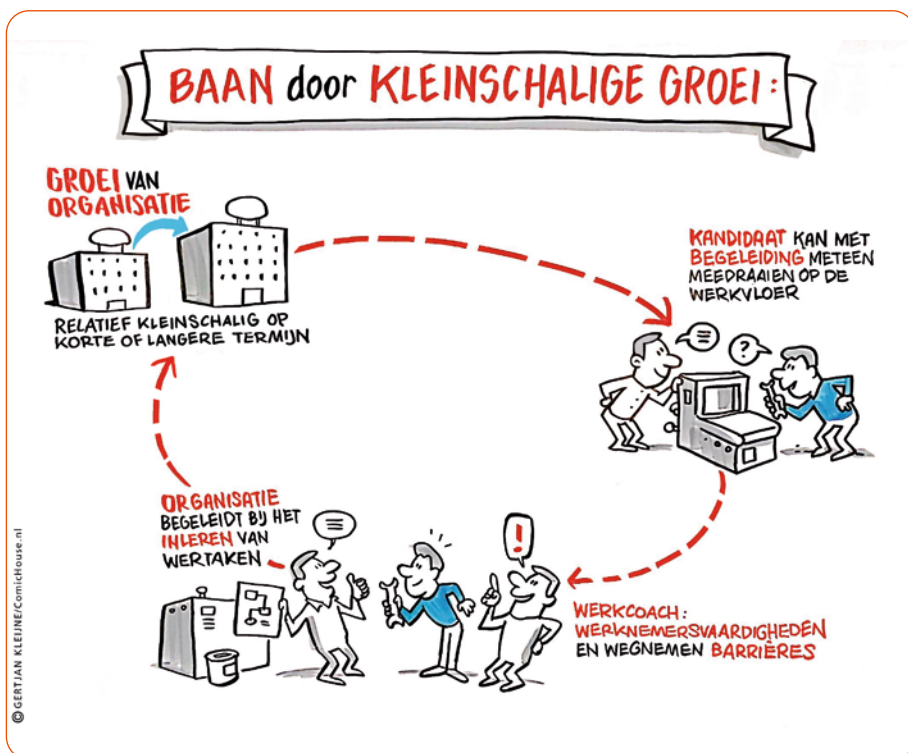 BAAN door KLEINSCHALIGE GROEI:
GROEI VAN
ORGANISATIE
RELATIEF KLEINSCHALIG OP
KORTE OF LANGERE TERMIJN
KANDIDAAT KAN MET
BEGELEIDING METEEN
MEEDRAAIEN OP DE
WERKVLOER
?
ORGANISATIE
BEGELEIDT BIJ HET
INLEREN VAN
WERTAKEN
!
WERKCOACH:
WERKNEMERSVAARDIGHEDEN
EN WEGNEMEN BARRIÈRES
© GERTJAN KLEIJNE/ComicHouse.nl